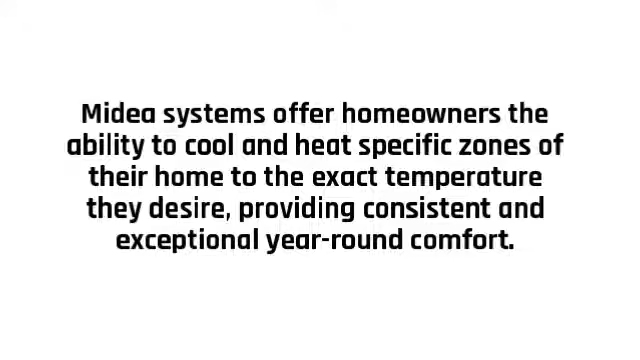 Midea systems offer homeowners the
ability to cool and heat specific zones of
their home to the exact temperature
they desire, providing consistent and
exceptional year-round comfort.